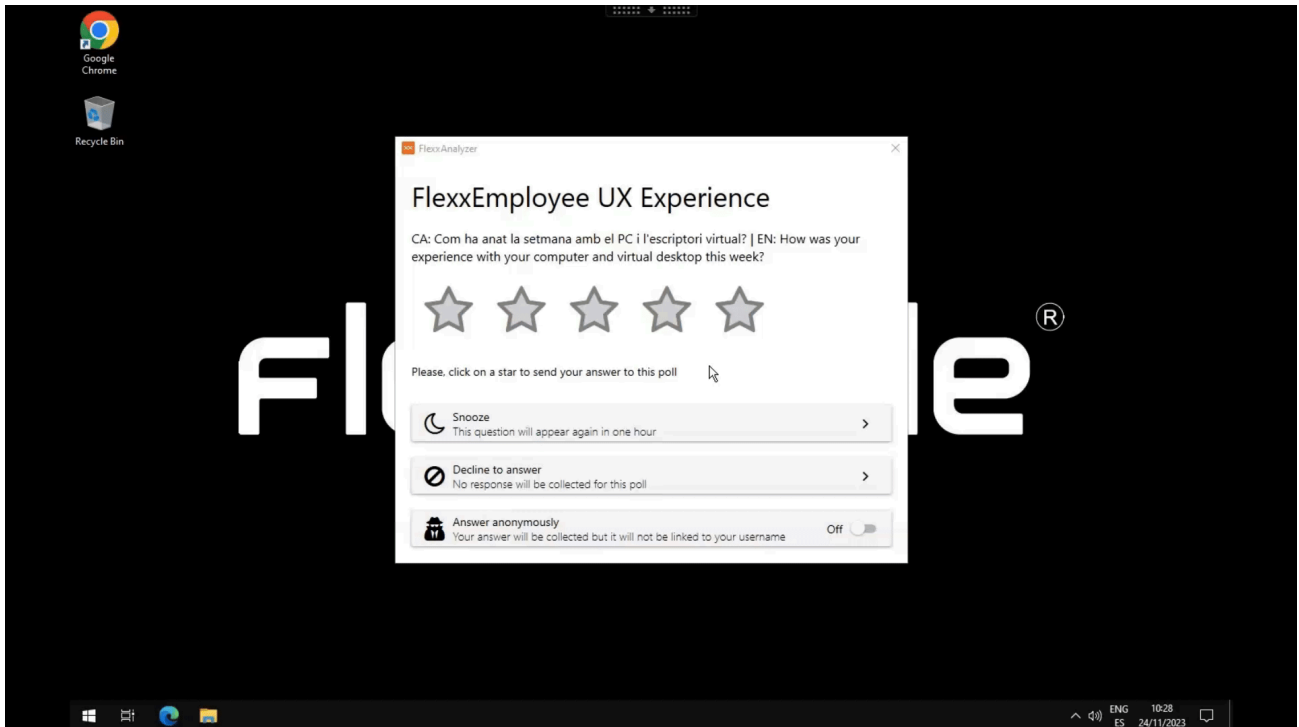 Google
Chrome
Recycle Bin
FlexxAnalyzer
FlexxEmployee UX Experience
CA: Com ha anat la setmana amb el PC i l'escriptori virtual? | EN: How was your
experience with your computer and virtual desktop this week?
Please, click on a star to send your answer to this poll
Snooze
This question will appear again in one hour
Decline to answer
No response will be collected for this poll
Answer anonymously
Your answer will be collected but it will not be linked to your username
Off
®
ENG
ES
10:28
24/11/2023